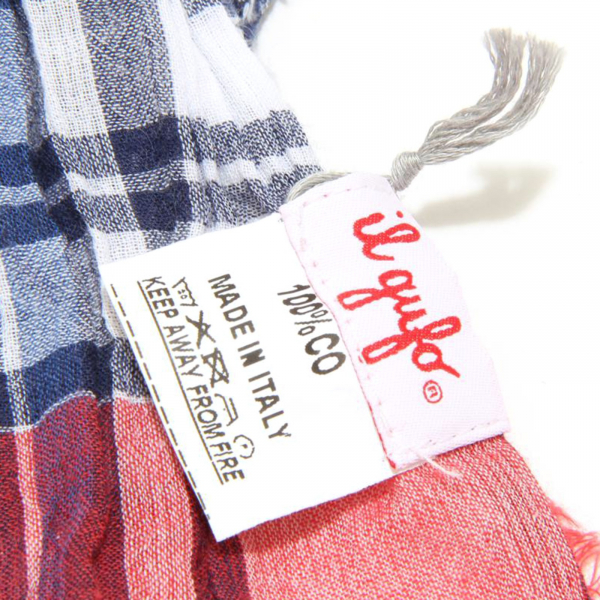 il gufo
®
100%CO
MADE IN ITALY
KEEP AWAY FROM FIRE